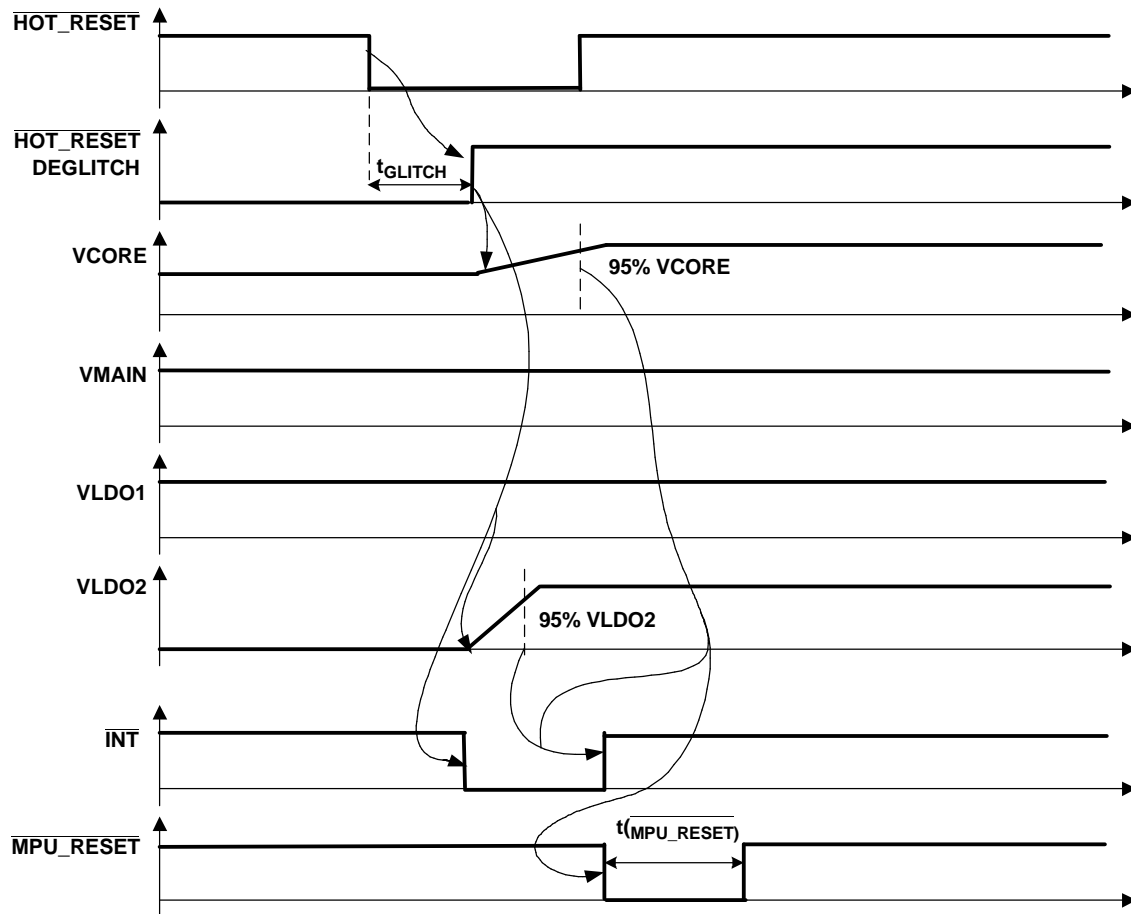 HOT_RESET
HOT_RESET
DEGLITCH
tGLITCH
VCORE
95% VCORE
VMAIN
VLDO1
VLDO2
95% VLDO2
INT
t(MPU_RESET)
MPU_RESET